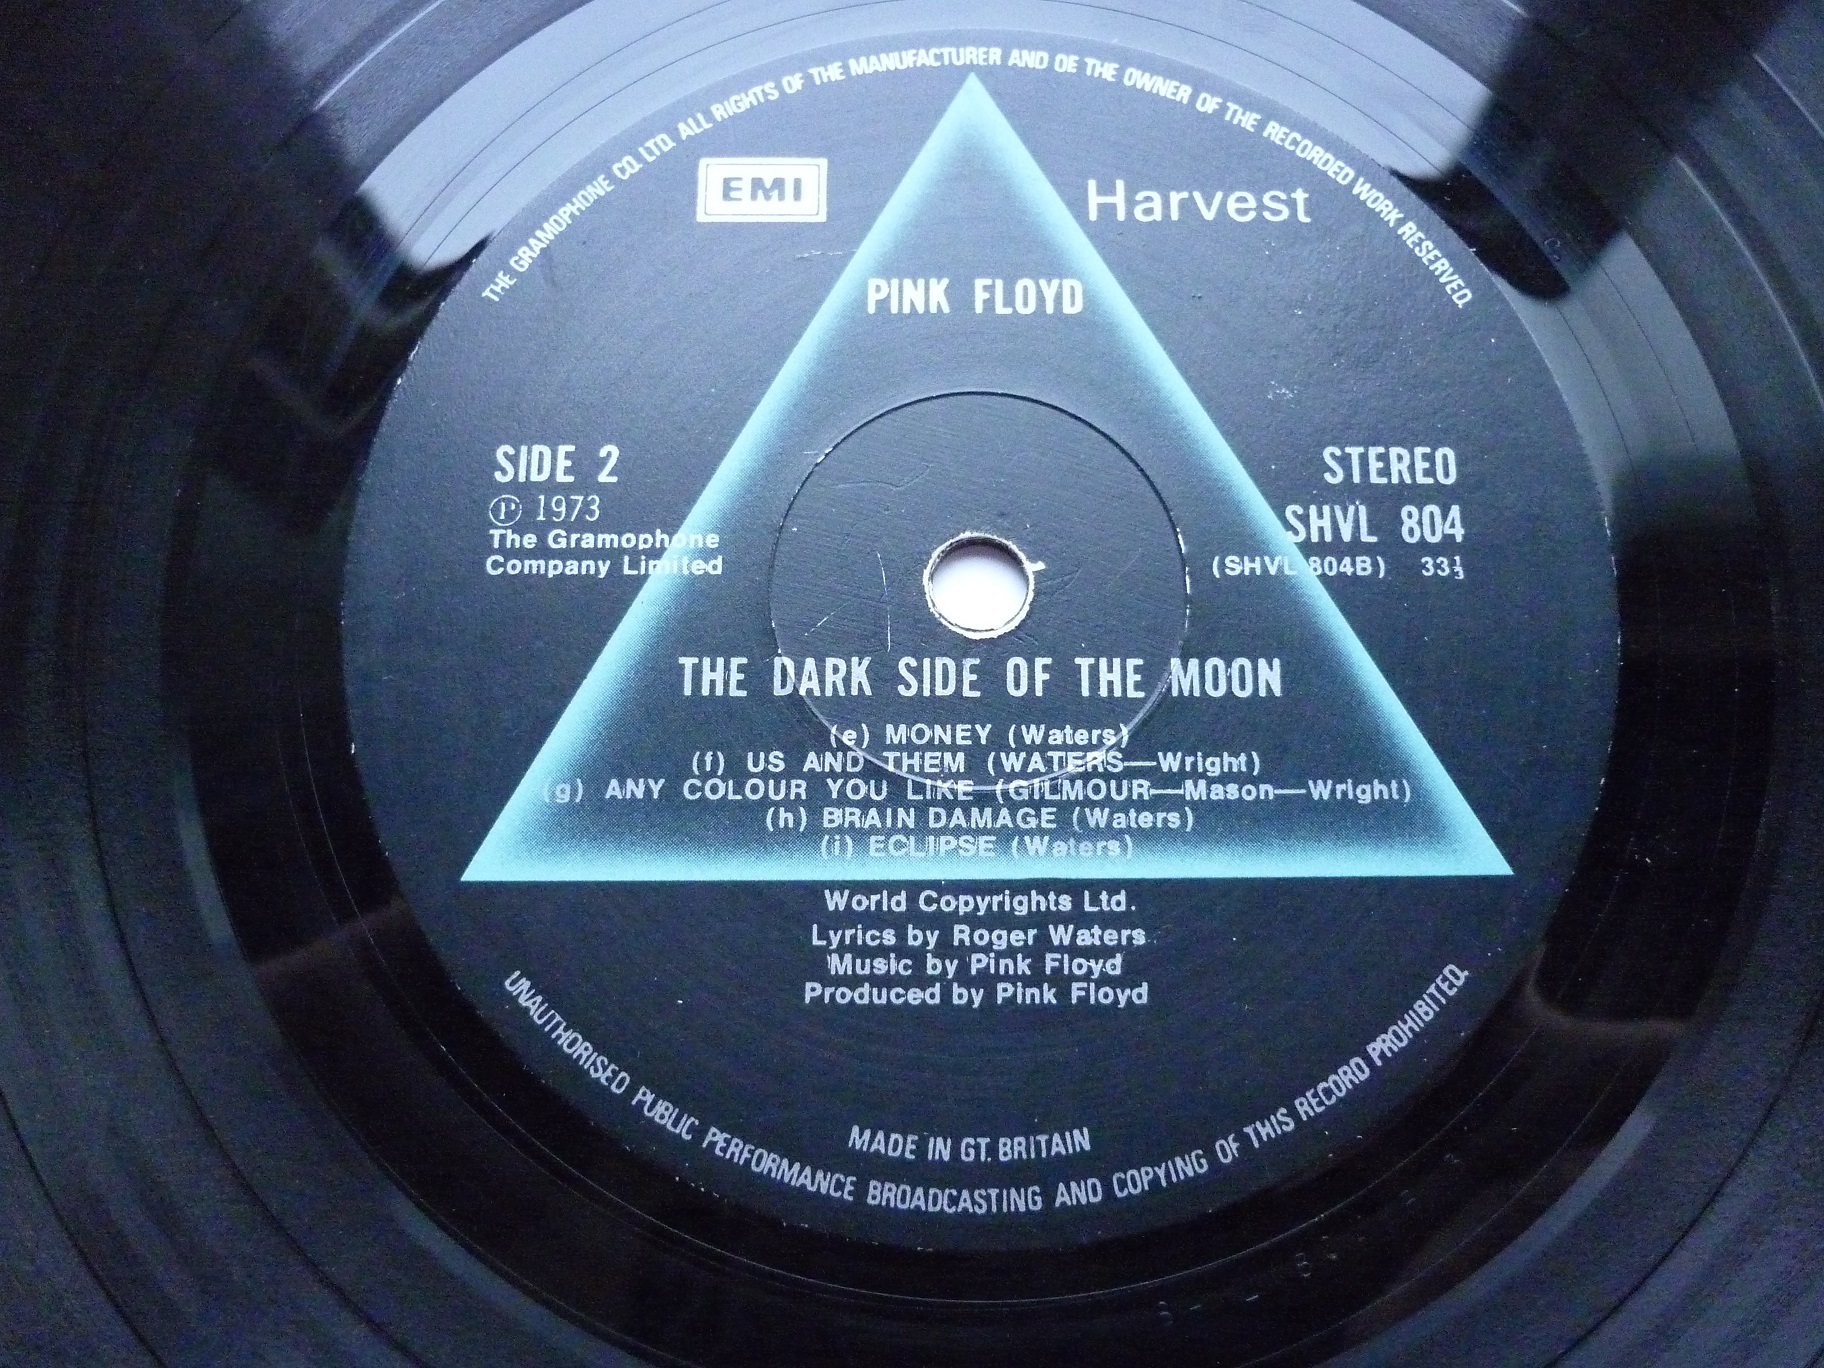 THE GRAMOPHONE CO. LTD. ALL RIGHTS OF THE MANUFACTURER AND OF THE OWNER OF THE RECORDED WORK RESERVED.
EMI
Harvest
PINK FLOYD
SIDE 2
STEREO
Ⓟ 1973
SHVL 804
The Gramophone
Company Limited
(SHVL 804B) 33⅓
THE DARK SIDE OF THE MOON
(e) MONEY (Waters)
(f) US AND THEM (WATERS—Wright)
(g) ANY COLOUR YOU LIKE (GILMOUR—Mason—Wright)
(h) BRAIN DAMAGE (Waters)
(i) ECLIPSE (Waters)
World Copyrights Ltd.
Lyrics by Roger Waters
Music by Pink Floyd
Produced by Pink Floyd
MADE IN GT. BRITAIN
UNAUTHORISED PUBLIC PERFORMANCE BROADCASTING AND COPYING OF THIS RECORD PROHIBITED.